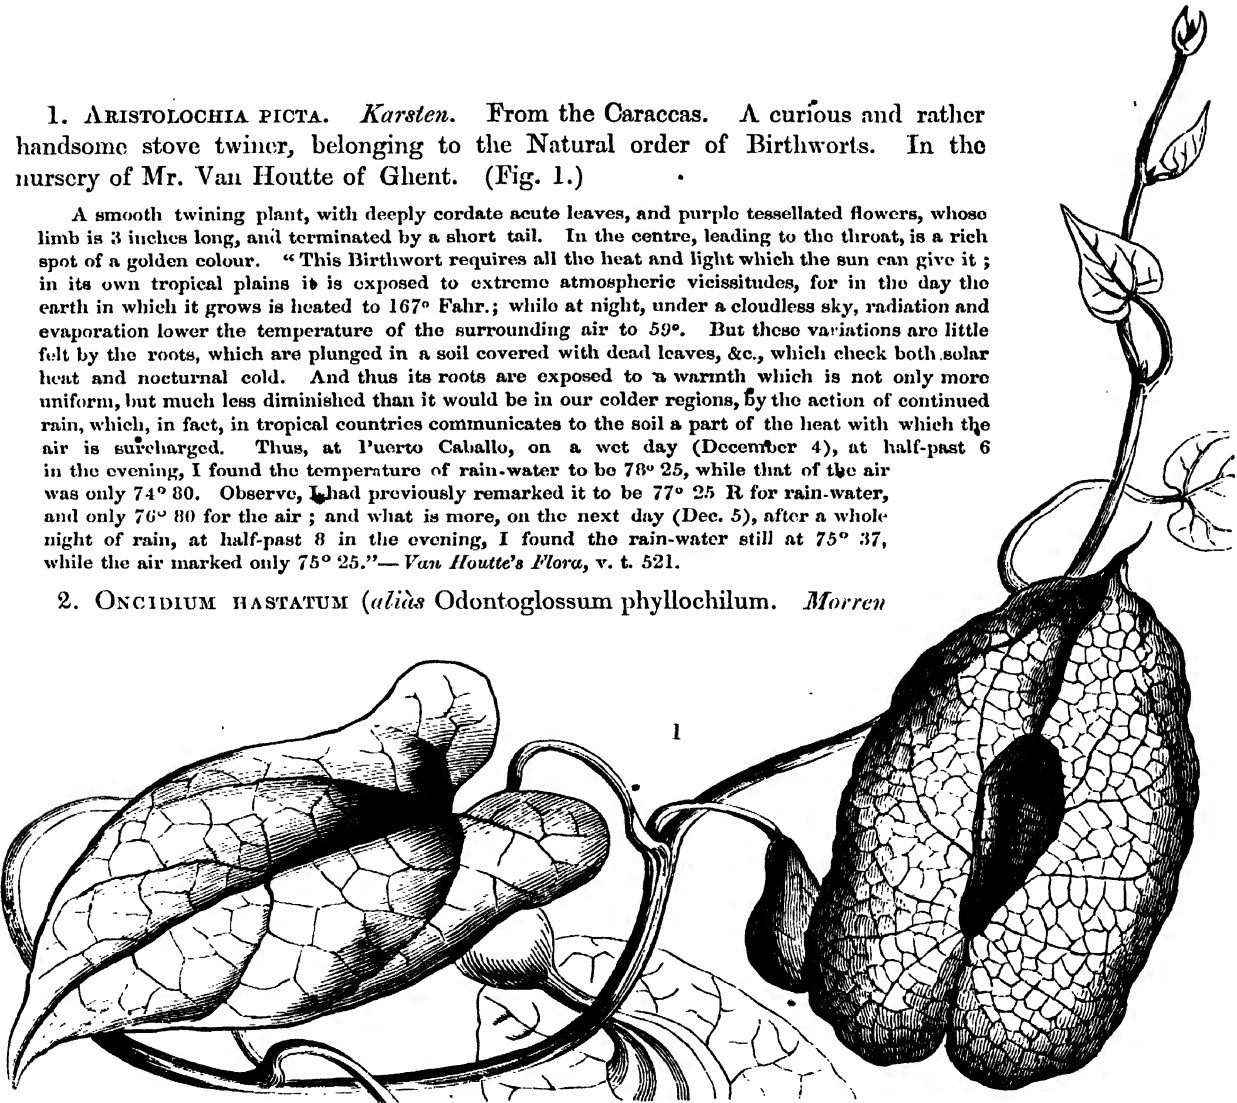 1. ARISTOLOCHIA PICTA. Karsten. From the Caraccas. A curious and rather
handsome stove twiner, belonging to the Natural order of Birthworts. In the
nursery of Mr. Van Houtte of Ghent. (Fig. 1.)
A smooth twining plant, with deeply cordate acute leaves, and purple tessellated flowers, whose
limb is 3 inches long, and terminated by a short tail. In the centre, leading to the throat, is a rich
spot of a golden colour. “This Birthwort requires all the heat and light which the sun can give it ;
in its own tropical plains it is exposed to extreme atmospheric vicissitudes, for in the day the
earth in which it grows is heated to 167° Fahr.; while at night, under a cloudless sky, radiation and
evaporation lower the temperature of the surrounding air to 59°. But these variations are little
felt by the roots, which are plunged in a soil covered with dead leaves, &c., which check both solar
heat and nocturnal cold. And thus its roots are exposed to a warmth which is not only more
uniform, but much less diminished than it would be in our colder regions, by the action of continued
rain, which, in fact, in tropical countries communicates to the soil a part of the heat with which the
air is surcharged. Thus, at Puerto Caballo, on a wet day (December 4), at half-past 6
in the evening, I found the temperature of rain-water to be 78° 25, while that of the air
was only 74° 80. Observe, I had previously remarked it to be 77° 25 R for rain-water,
and only 76° 80 for the air ; and what is more, on the next day (Dec. 5), after a whole
night of rain, at half-past 8 in the evening, I found the rain-water still at 75° 37,
while the air marked only 75° 25.”—Van Houtte's Flora, v. t. 521.
2. ONCIDIUM HASTATUM (alias Odontoglossum phyllochilum. Morren
1